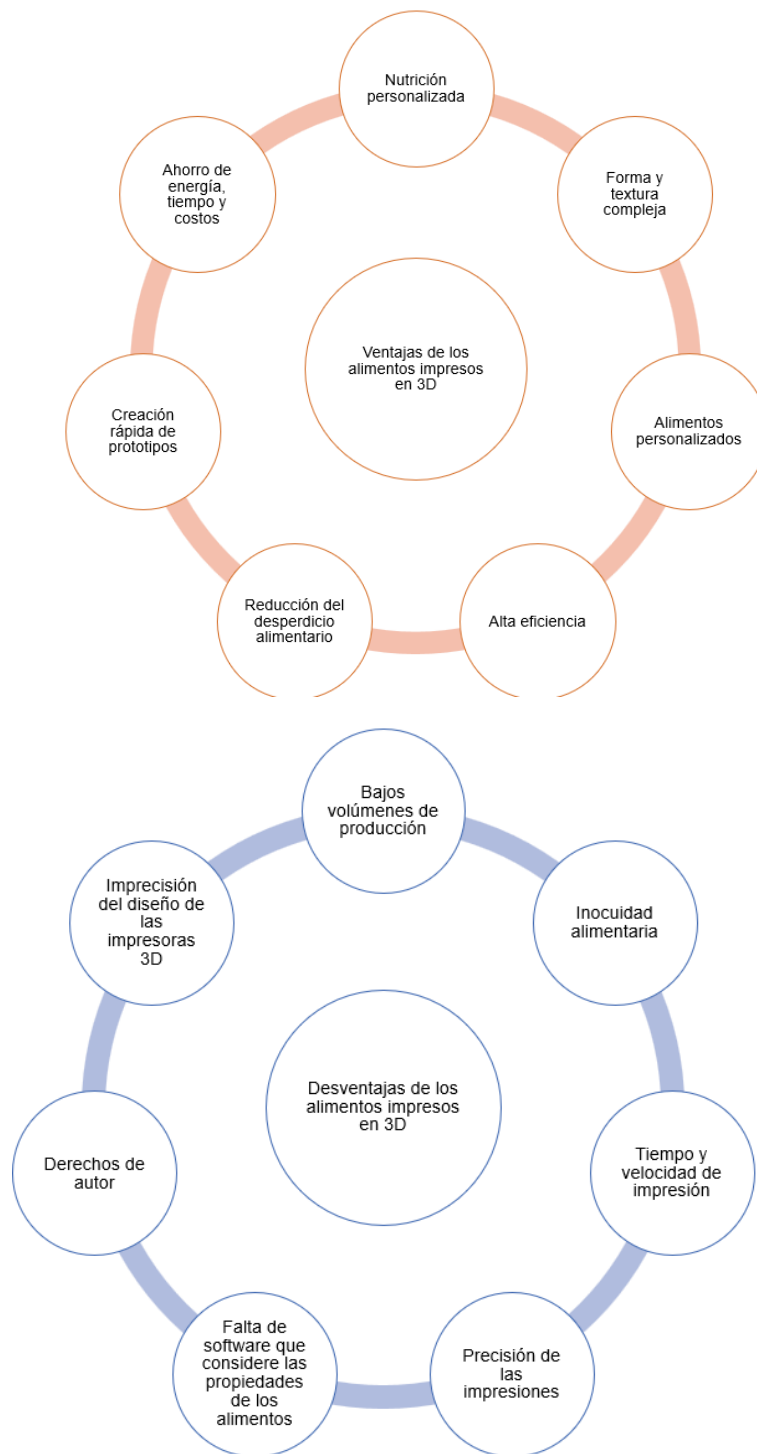 Nutrición
personalizada
Forma y
textura
compleja
Alimentos
personalizados
Alta eficiencia
Reducción del
desperdicio
alimentario
Creación
rápida de
prototipos
Ahorro de
energía,
tiempo y
costos
Ventajas de los
alimentos impresos
en 3D
Bajos
volúmenes de
producción
Inocuidad
alimentaria
Tiempo y
velocidad de
impresión
Precisión de
las
impresiones
Falta de
software que
considere las
propiedades
de los
alimentos
Derechos de
autor
Imprecisión
del diseño de
las
impresoras
3D
Desventajas de los
alimentos impresos
en 3D